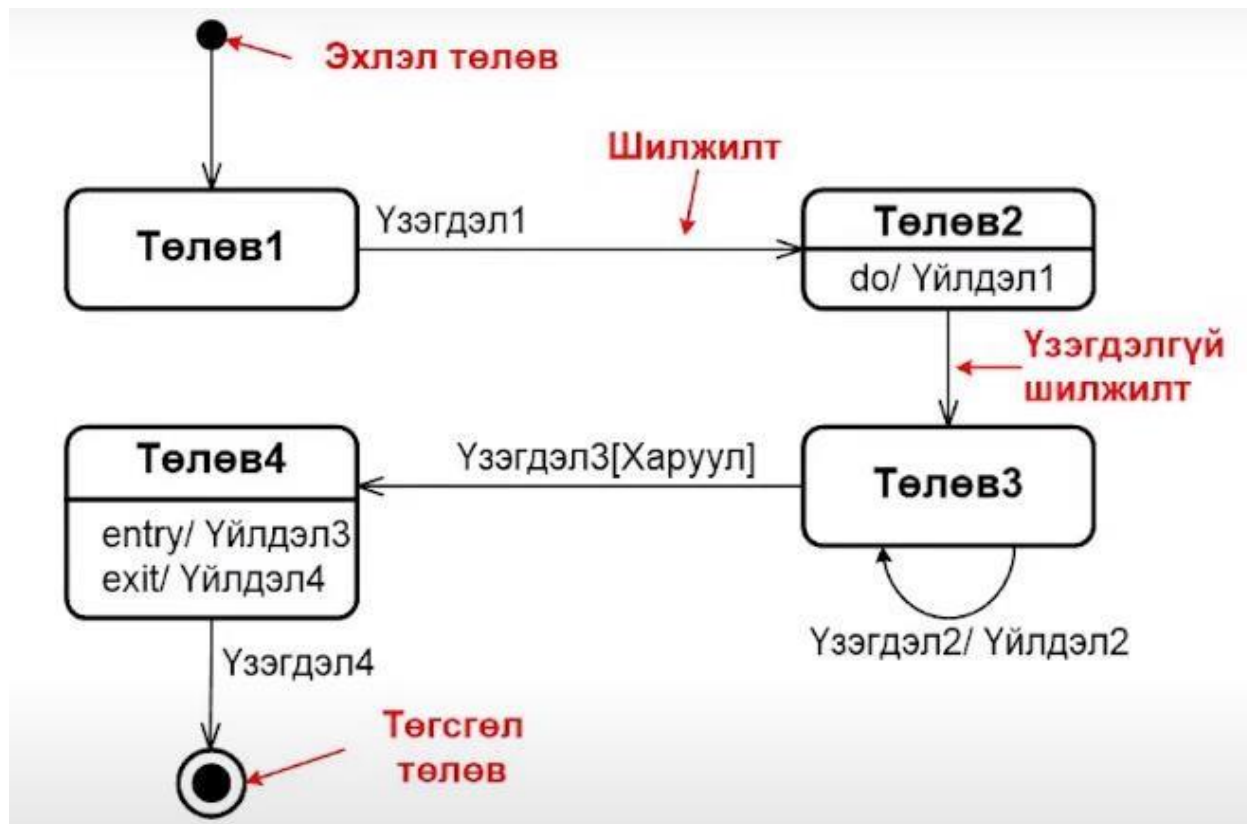 Эхлэл төлөв
Шилжилт
Төлөв1
Үзэгдэл1
Төлөв2
do/ Үйлдэл1
Үзэгдэлгүй
шилжилт
Төлөв4
entry/ Үйлдэл3
exit/ Үйлдэл4
Үзэгдэл3[Харуул]
Төлөв3
Үзэгдэл2/ Үйлдэл2
Үзэгдэл4
Төгсгөл
төлөв